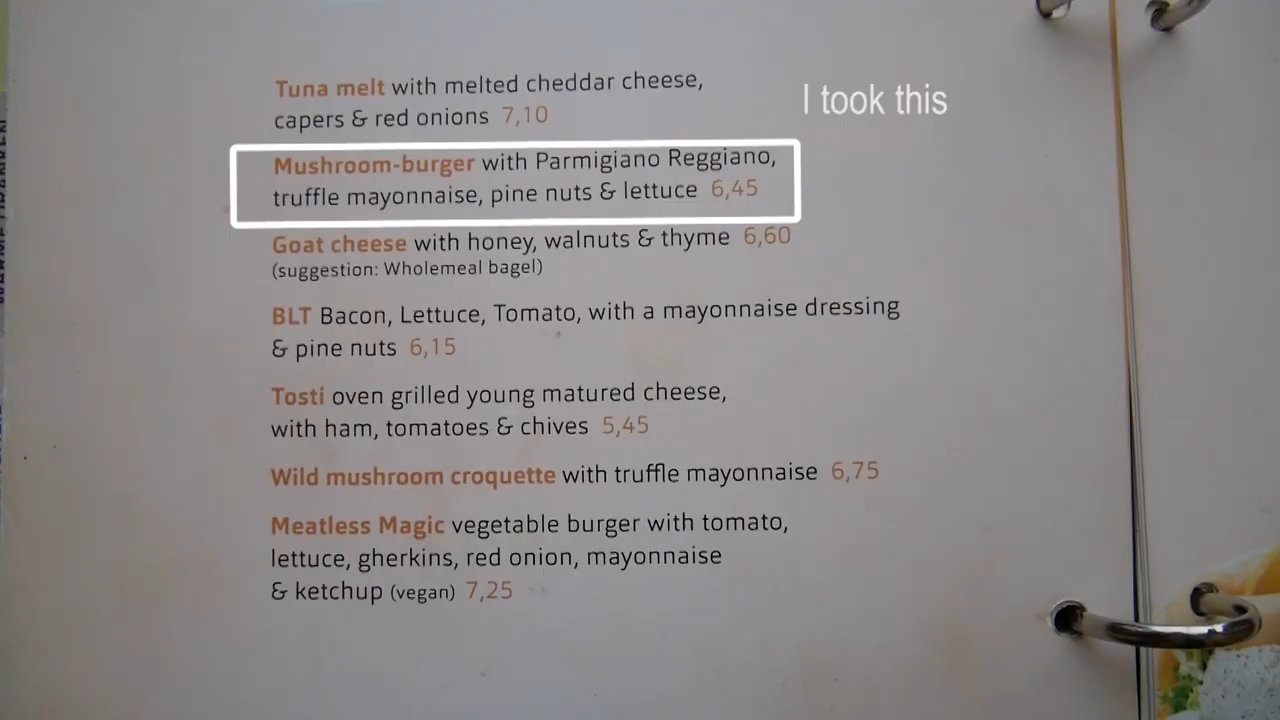 Tuna melt with melted cheddar cheese,
capers & red onions 7,10
I took this
Mushroom-burger with Parmigiano Reggiano,
truffle mayonnaise, pine nuts & lettuce 6,45
Goat cheese with honey, walnuts & thyme 6,60
(suggestion: Wholemeal bagel)
BLT Bacon, Lettuce, Tomato, with a mayonnaise dressing
& pine nuts 6,15
Tosti oven grilled young matured cheese,
with ham, tomatoes & chives 5,45
Wild mushroom croquette with truffle mayonnaise 6,75
Meatless Magic vegetable burger with tomato,
lettuce, gherkins, red onion, mayonnaise
& ketchup (vegan) 7,25